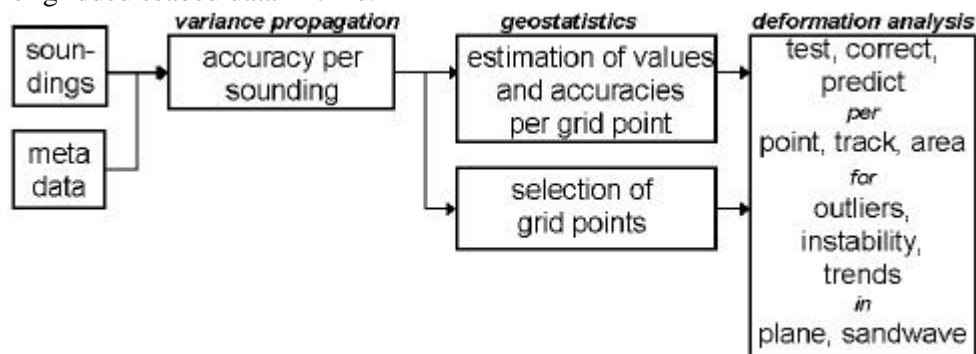 variance propagation
geostatistics
deformation analysis
soun-
dings
meta
data
accuracy per
sounding
estimation of values
and accuracies
per grid point
selection of
grid points
test, correct,
predict
per
point, track, area
for
outliers,
instability,
trends
in
plane, sandwave